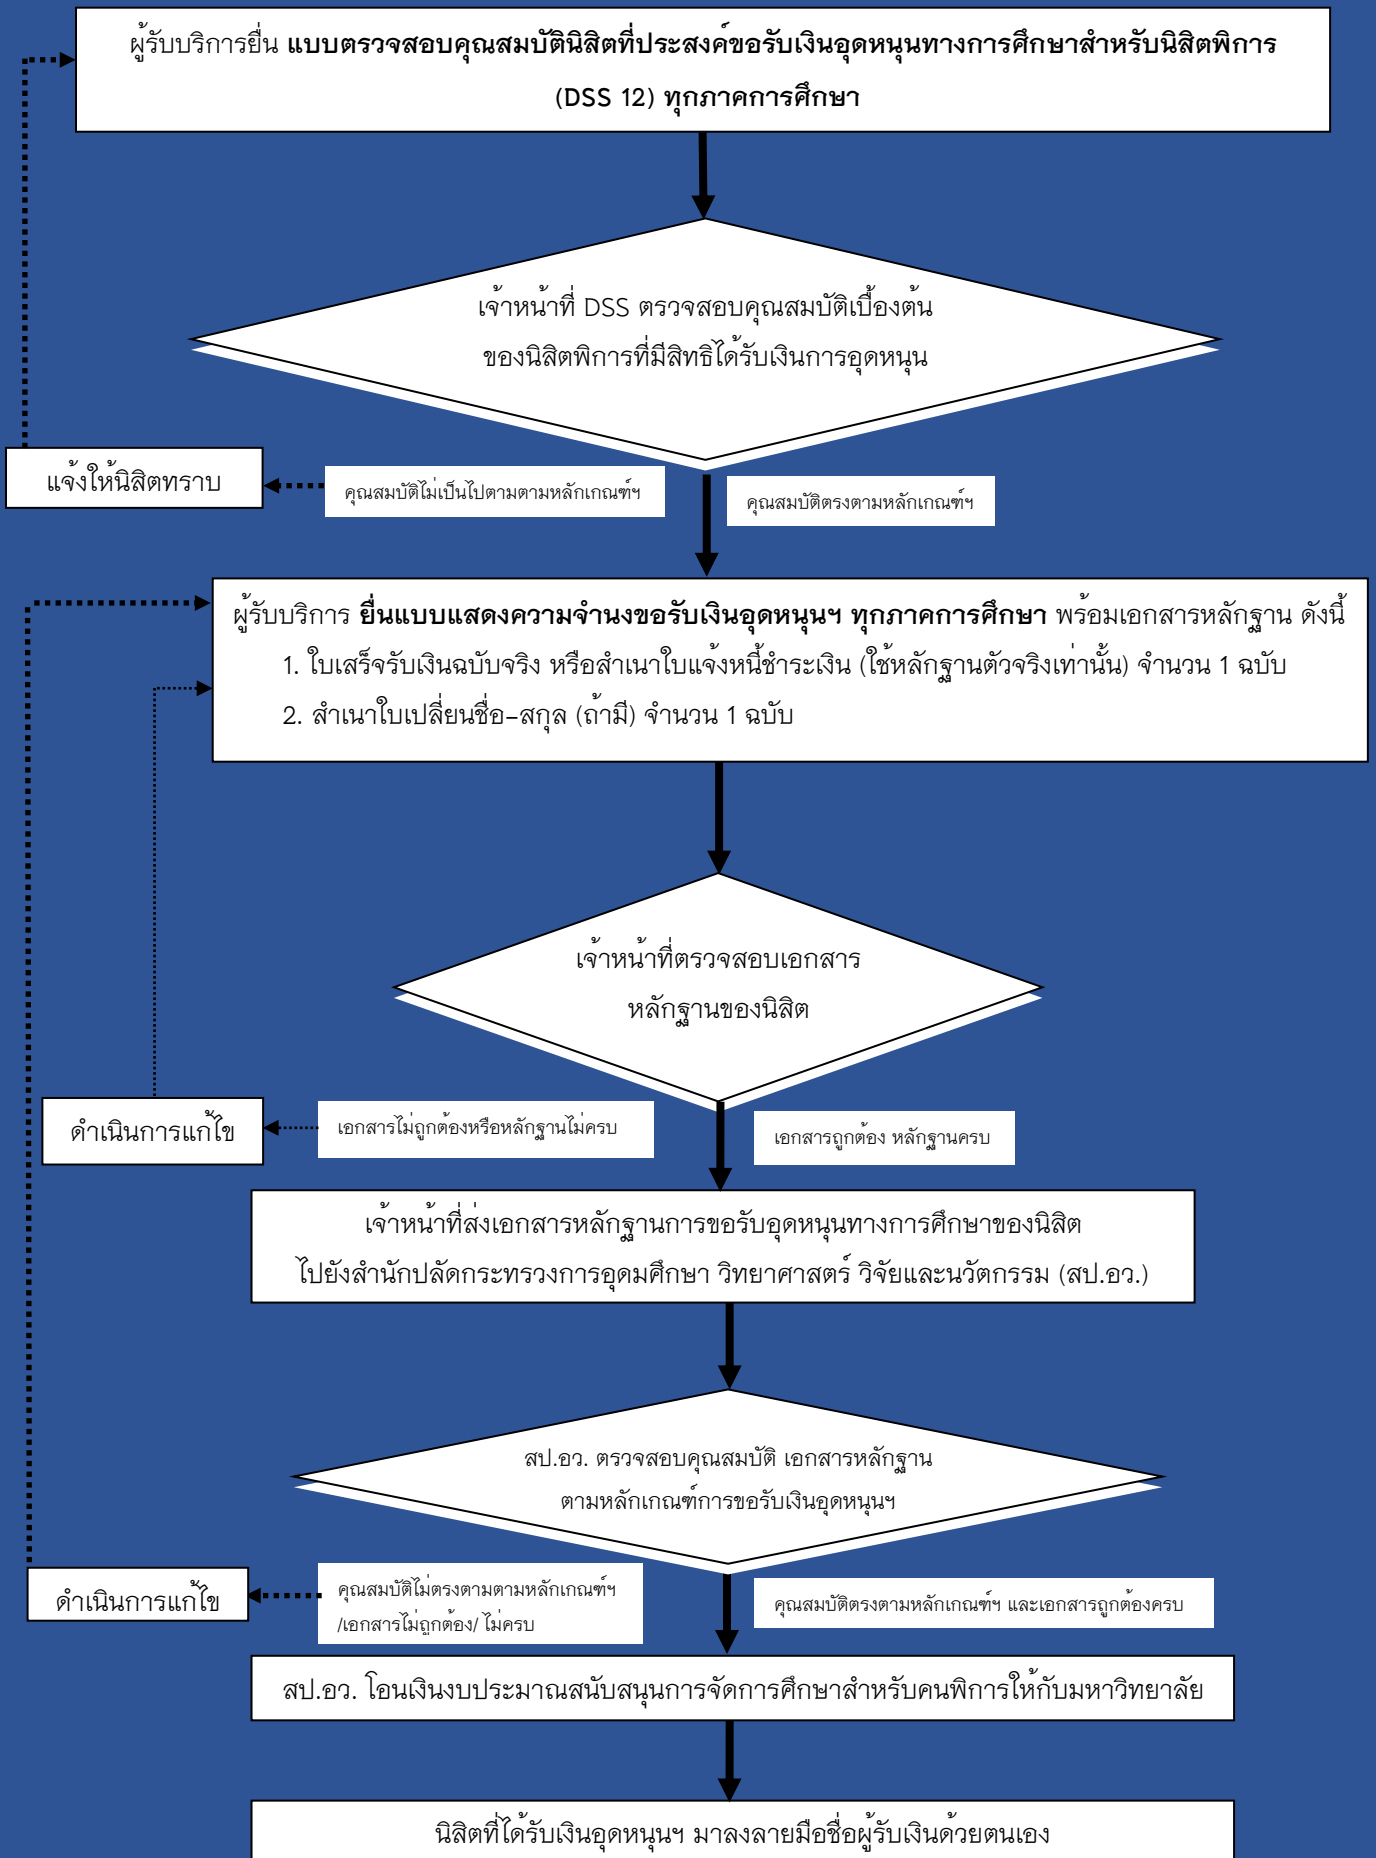 ผู้รับบริการยื่น แบบตรวจสอบคุณสมบัตินิสิตที่ประสงค์ขอรับเงินอุดหนุนทางการศึกษาสำหรับนิสิตพิการ
(DSS 12) ทุกภาคการศึกษา
เจ้าหน้าที่ DSS ตรวจสอบคุณสมบัติเบื้องต้น
ของนิสิตพิการที่มีสิทธิได้รับเงินการอุดหนุน
แจ้งให้นิสิตทราบ
คุณสมบัติไม่เป็นไปตามตามหลักเกณฑ์ฯ
คุณสมบัติตรงตามหลักเกณฑ์ฯ
ผู้รับบริการ ยื่นแบบแสดงความจำนงขอรับเงินอุดหนุนฯ ทุกภาคการศึกษา พร้อมเอกสารหลักฐาน ดังนี้
1. ใบเสร็จรับเงินฉบับจริง หรือสำเนาใบแจ้งหนี้ชำระเงิน (ใช้หลักฐานตัวจริงเท่านั้น) จำนวน 1 ฉบับ
2. สำเนาใบเปลี่ยนชื่อ-สกุล (ถ้ามี) จำนวน 1 ฉบับ
เจ้าหน้าที่ตรวจสอบเอกสาร
หลักฐานของนิสิต
ดำเนินการแก้ไข
เอกสารไม่ถูกต้องหรือหลักฐานไม่ครบ
เอกสารถูกต้อง หลักฐานครบ
เจ้าหน้าที่ส่งเอกสารหลักฐานการขอรับอุดหนุนทางการศึกษาของนิสิต
ไปยังสำนักปลัดกระทรวงการอุดมศึกษา วิทยาศาสตร์ วิจัยและนวัตกรรม (สป.อว.)
สป.อว. ตรวจสอบคุณสมบัติ เอกสารหลักฐาน
ตามหลักเกณฑ์การขอรับเงินอุดหนุนฯ
ดำเนินการแก้ไข
คุณสมบัติไม่ตรงตามตามหลักเกณฑ์ฯ
/เอกสารไม่ถูกต้อง/ ไม่ครบ
คุณสมบัติตรงตามหลักเกณฑ์ฯ และเอกสารถูกต้องครบ
สป.อว. โอนเงินงบประมาณสนับสนุนการจัดการศึกษาสำหรับคนพิการให้กับมหาวิทยาลัย
นิสิตที่ได้รับเงินอุดหนุนฯ มาลงลายมือชื่อผู้รับเงินด้วยตนเอง